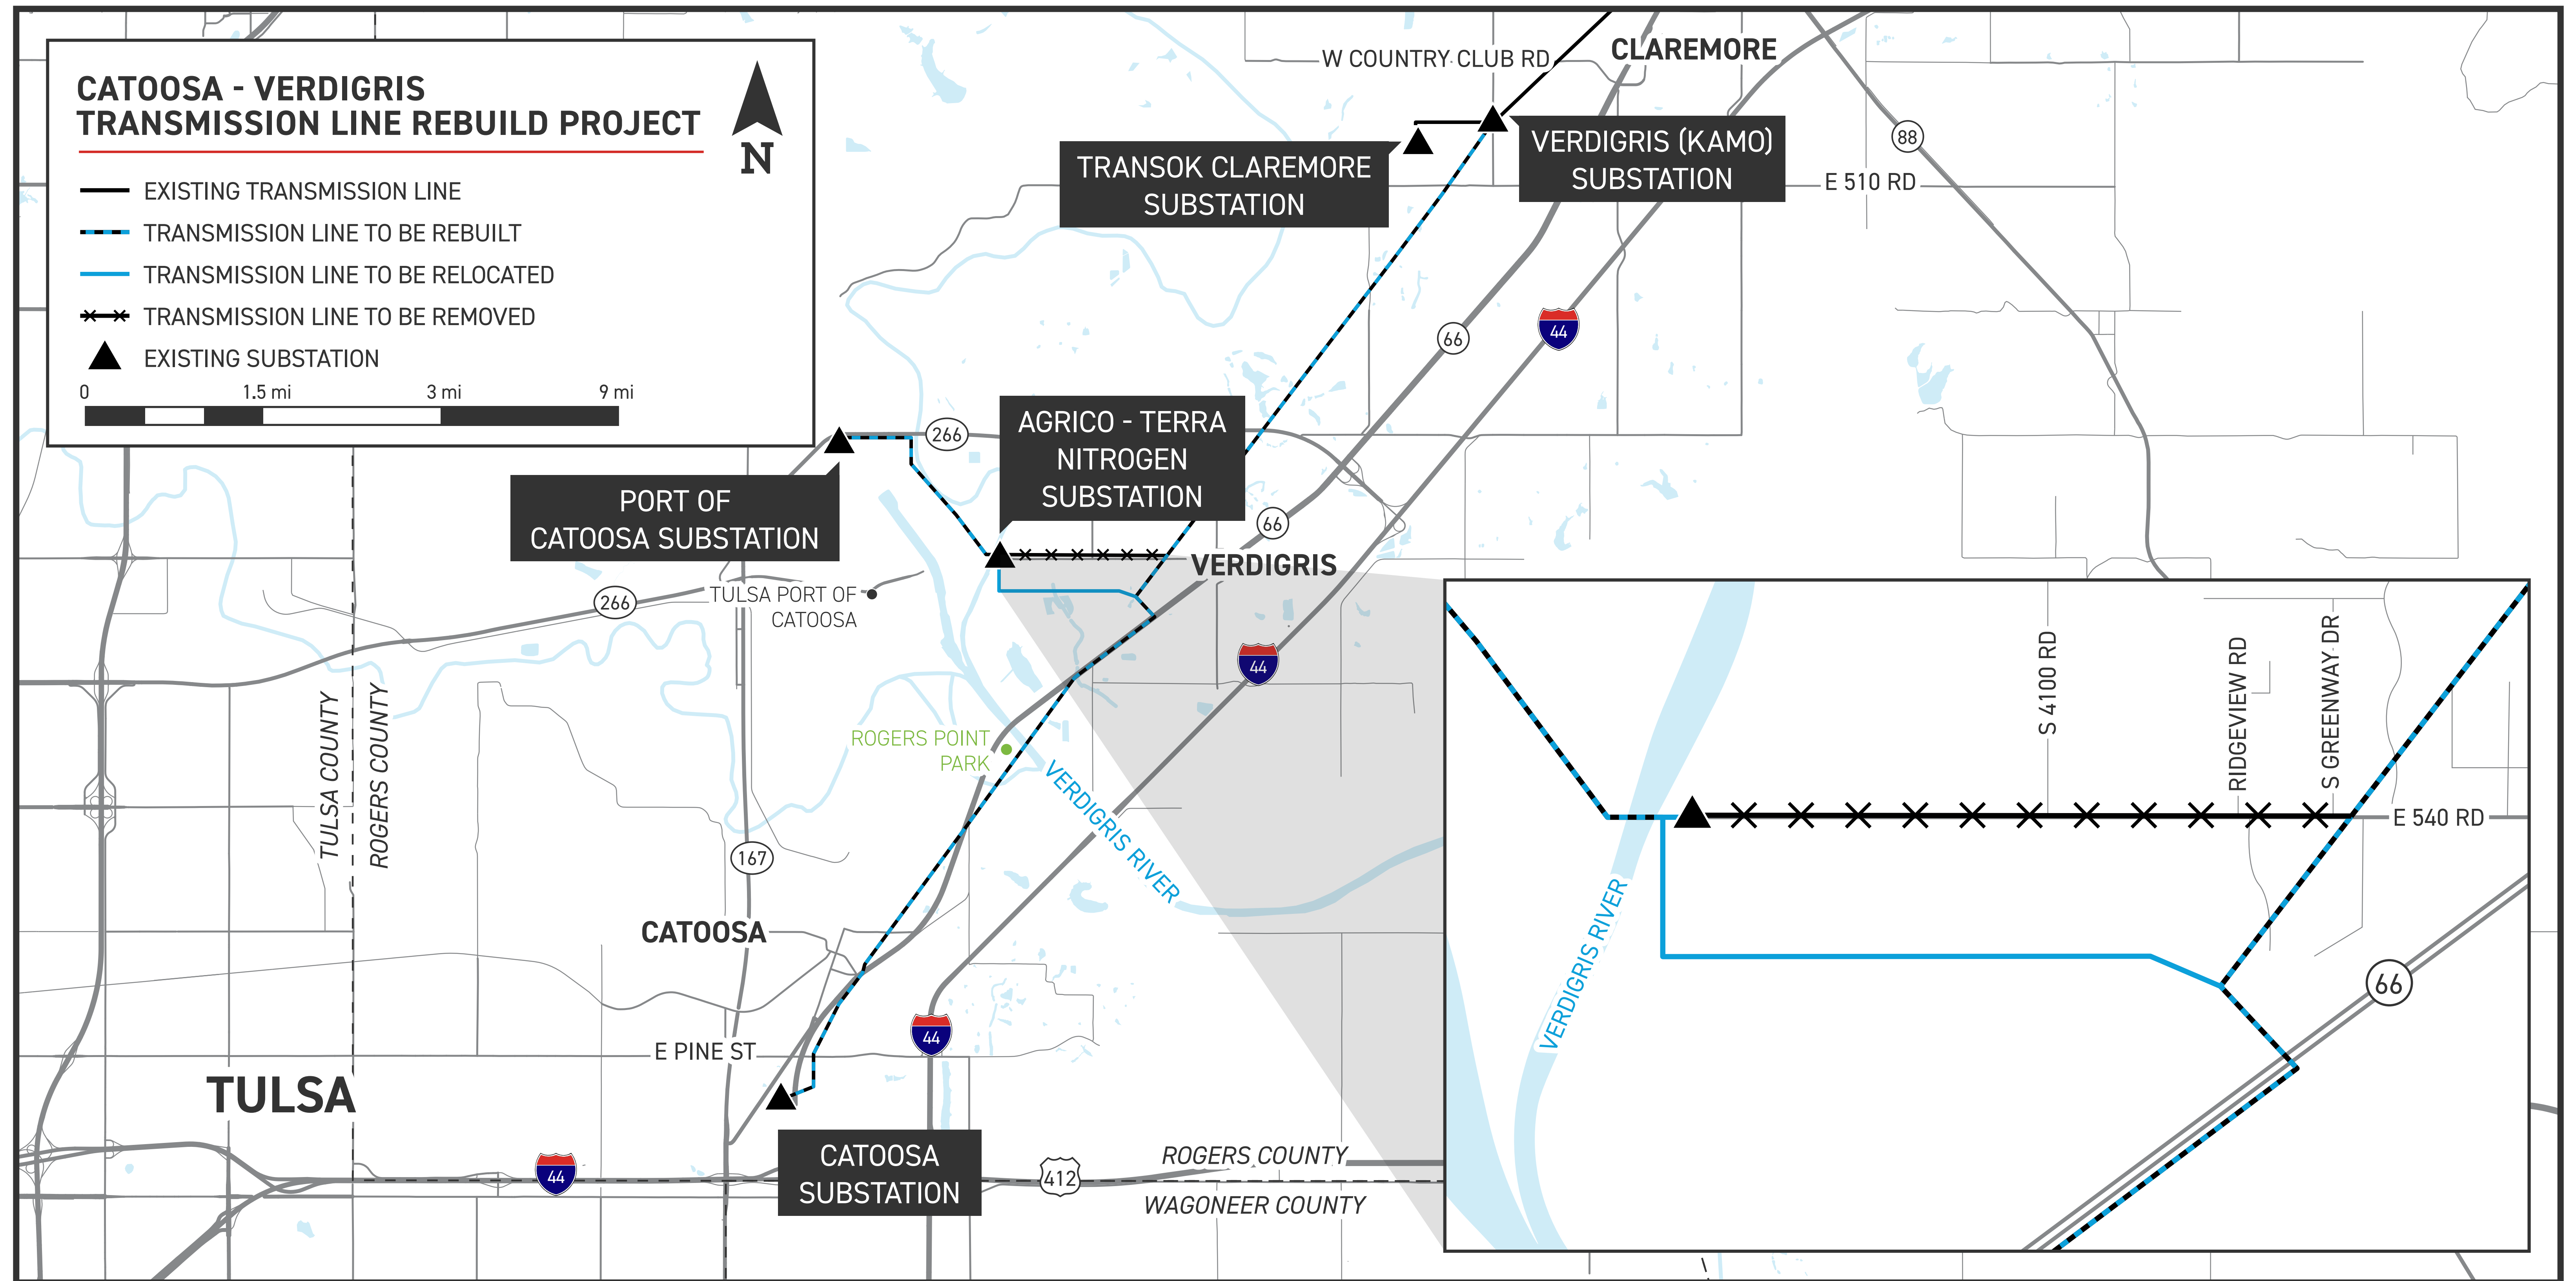 CATOOSA - VERDIGRIS
TRANSMISSION LINE REBUILD PROJECT
N
EXISTING TRANSMISSION LINE
TRANSMISSION LINE TO BE REBUILT
TRANSMISSION LINE TO BE RELOCATED
TRANSMISSION LINE TO BE REMOVED
EXISTING SUBSTATION
0 1.5 mi 3 mi 9 mi
W COUNTRY CLUB RD
CLAREMORE
TRANSOK CLAREMORE
SUBSTATION
VERDIGRIS (KAMO)
SUBSTATION
88
E 510 RD
66
44
AGRICO - TERRA
NITROGEN
SUBSTATION
266
PORT OF
CATOOSA SUBSTATION
66
VERDIGRIS
266
TULSA PORT OF
CATOOSA
44
TULSA COUNTY
ROGERS COUNTY
ROGERS POINT
PARK
VERDIGRIS RIVER
167
CATOOSA
E PINE ST
44
TULSA
CATOOSA
SUBSTATION
44
412
ROGERS COUNTY
WAGONEER COUNTY
S 4100 RD
RIDGEVIEW RD
S GREENWAY DR
E 540 RD
VERDIGRIS RIVER
66